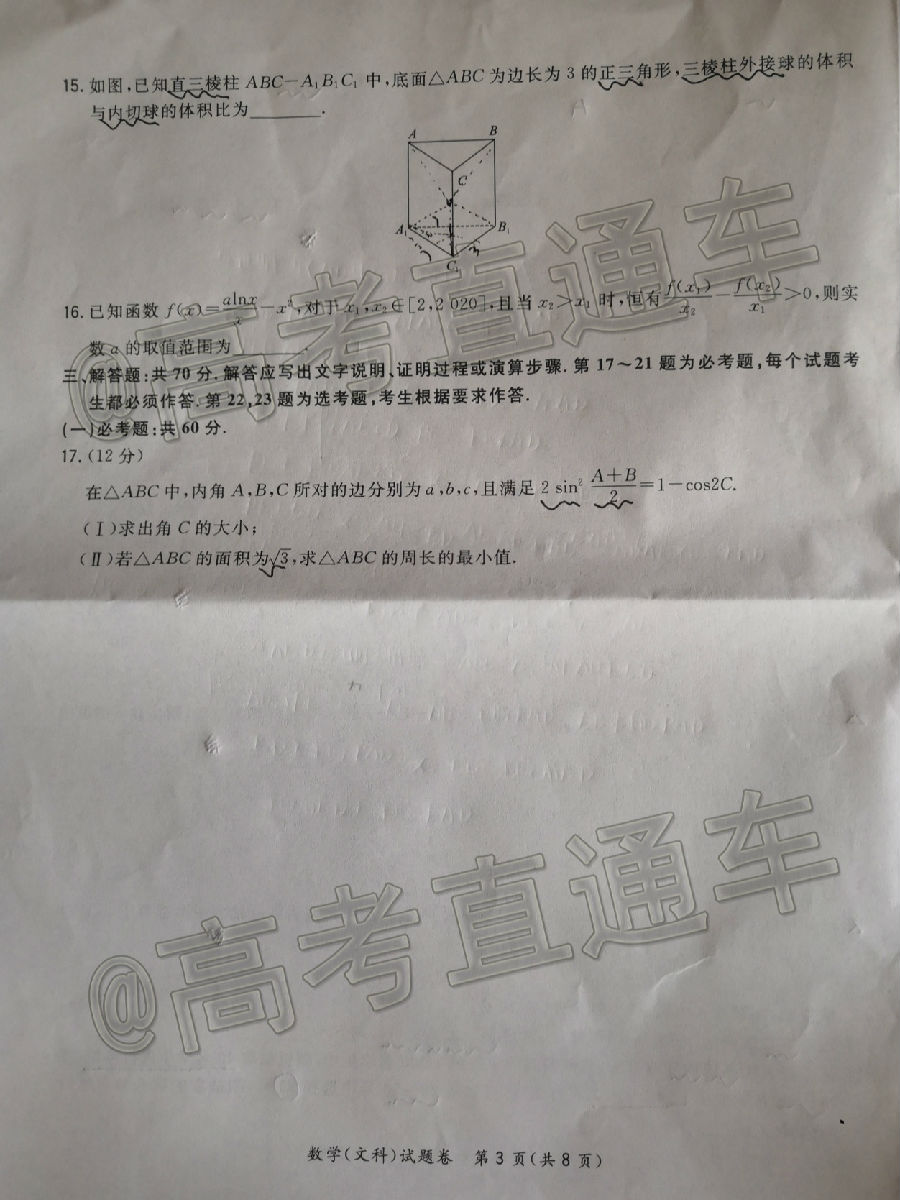 15. 如图,已知直三棱柱 ABC-A₁B₁C₁ 中,底面△ABC 为边长为 3 的正三角形,三棱柱外接球的体积
与内切球的体积比为________.
A B
C
A₁ B₁
C₁
16. 已知函数 f(x)=alnx/x-x²,对于 x₁,x₂∈[2,2 020],且当 x₂>x₁ 时,恒有 f(x₁)/x₂-f(x₂)/x₁>0,则实
数 a 的取值范围为________.
三、解答题:共 70 分.解答应写出文字说明、证明过程或演算步骤.第 17~21 题为必考题,每个试题考
生都必须作答.第 22,23 题为选考题,考生根据要求作答.
(一)必考题:共 60 分.
17.(12 分)
在△ABC 中,内角 A,B,C 所对的边分别为 a,b,c,且满足 2 sin² (A+B)/2=1-cos2C.
(Ⅰ)求出角 C 的大小;
(Ⅱ)若△ABC 的面积为√3,求△ABC 的周长的最小值.
@高考直通车
@高考直通车
数学(文科)试题卷 第 3 页(共 8 页)